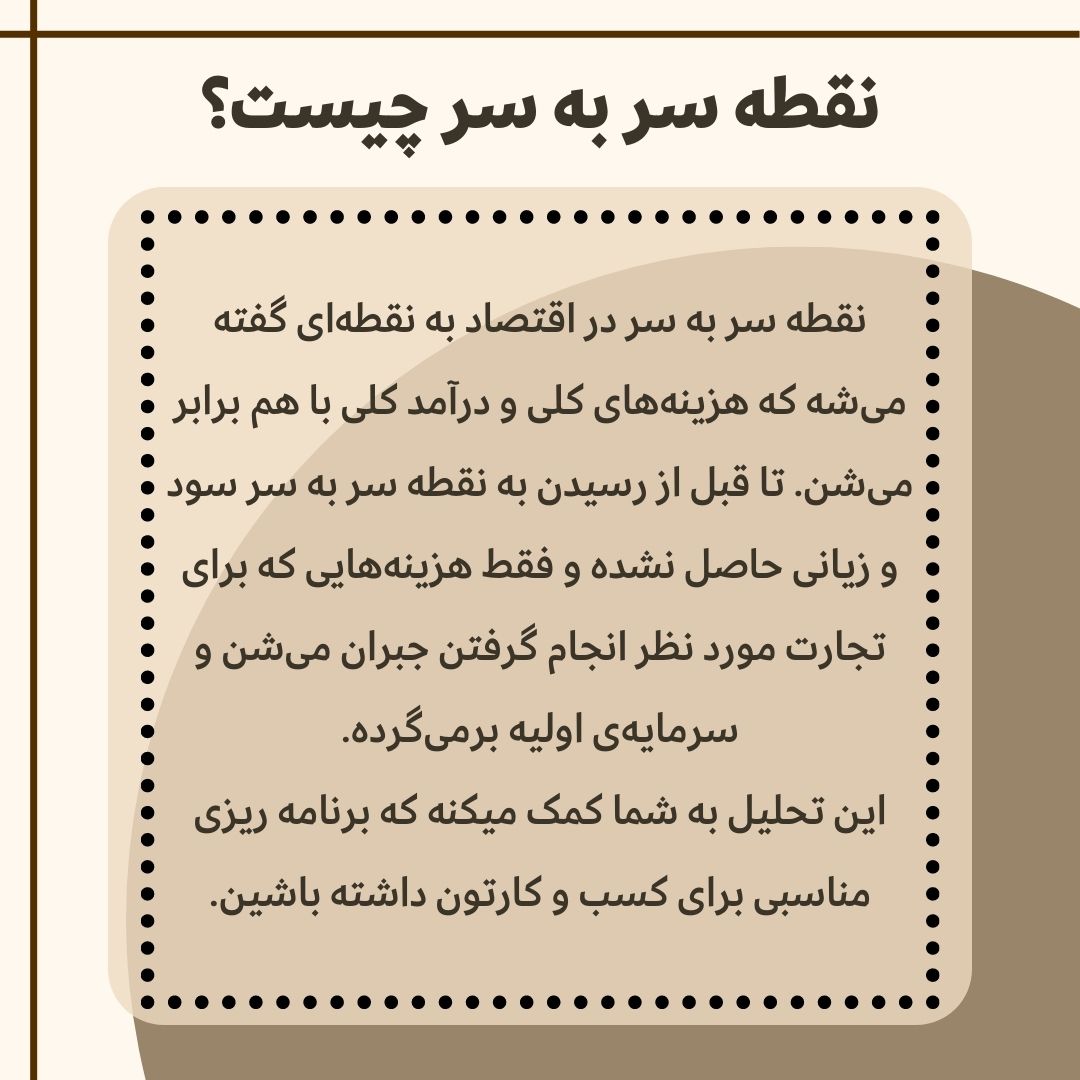 نقطه سر به سر چیست؟
نقطه سر به سر در اقتصاد به نقطه‌ای گفته
می‌شه که هزینه‌های کلی و درآمد کلی با هم برابر
می‌شن. تا قبل از رسیدن به نقطه سر به سر سود
و زیانی حاصل نشده و فقط هزینه‌هایی که برای
تجارت مورد نظر انجام گرفتن جبران می‌شن و
سرمایه‌ی اولیه برمی‌گرده.
این تحلیل به شما کمک میکنه که برنامه ریزی
مناسبی برای کسب و کارتون داشته باشین.